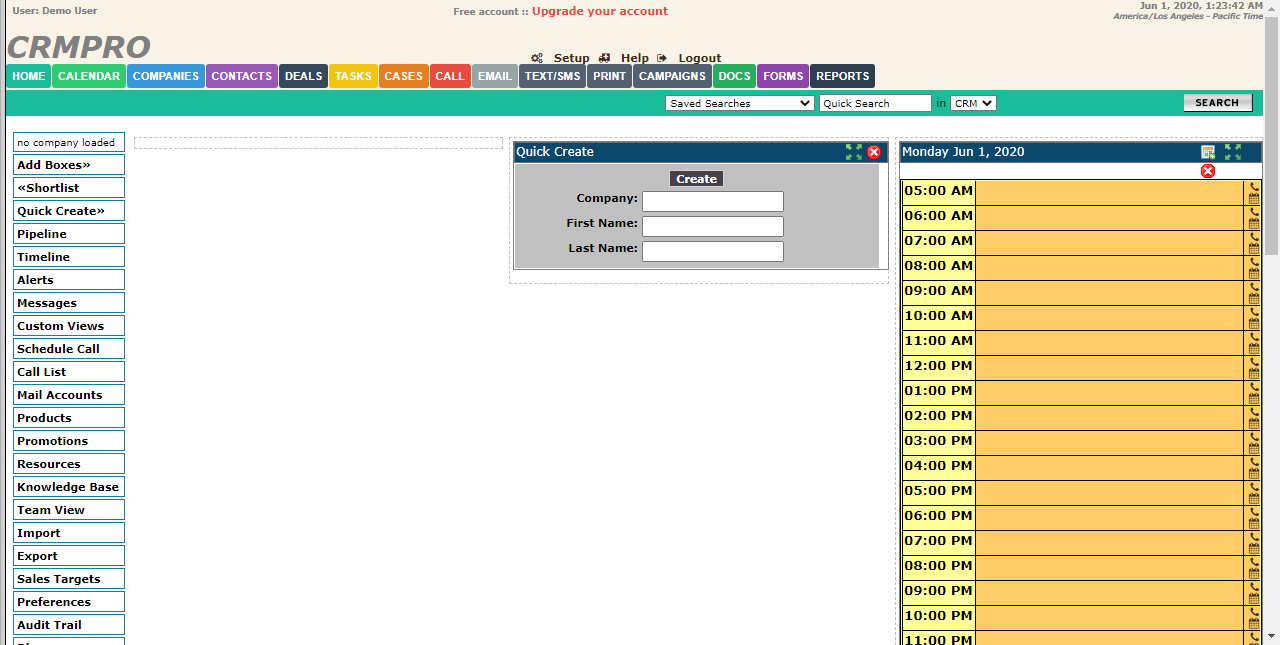 User: Demo User
Free account :: Upgrade your account
Jun 1, 2020, 1:23:42 AM
America/Los Angeles - Pacific Time
CRMPRO
Setup Help Logout
HOME CALENDAR COMPANIES CONTACTS DEALS TASKS CASES CALL EMAIL TEXT/SMS PRINT CAMPAIGNS DOCS FORMS REPORTS
Saved Searches Quick Search in CRM SEARCH
no company loaded
Add Boxes»
«Shortlist
Quick Create»
Pipeline
Timeline
Alerts
Messages
Custom Views
Schedule Call
Call List
Mail Accounts
Products
Promotions
Resources
Knowledge Base
Team View
Import
Export
Sales Targets
Preferences
Audit Trail
Quick Create
Create
Company:
First Name:
Last Name:
Monday Jun 1, 2020
05:00 AM
06:00 AM
07:00 AM
08:00 AM
09:00 AM
10:00 AM
11:00 AM
12:00 PM
01:00 PM
02:00 PM
03:00 PM
04:00 PM
05:00 PM
06:00 PM
07:00 PM
08:00 PM
09:00 PM
10:00 PM
11:00 PM